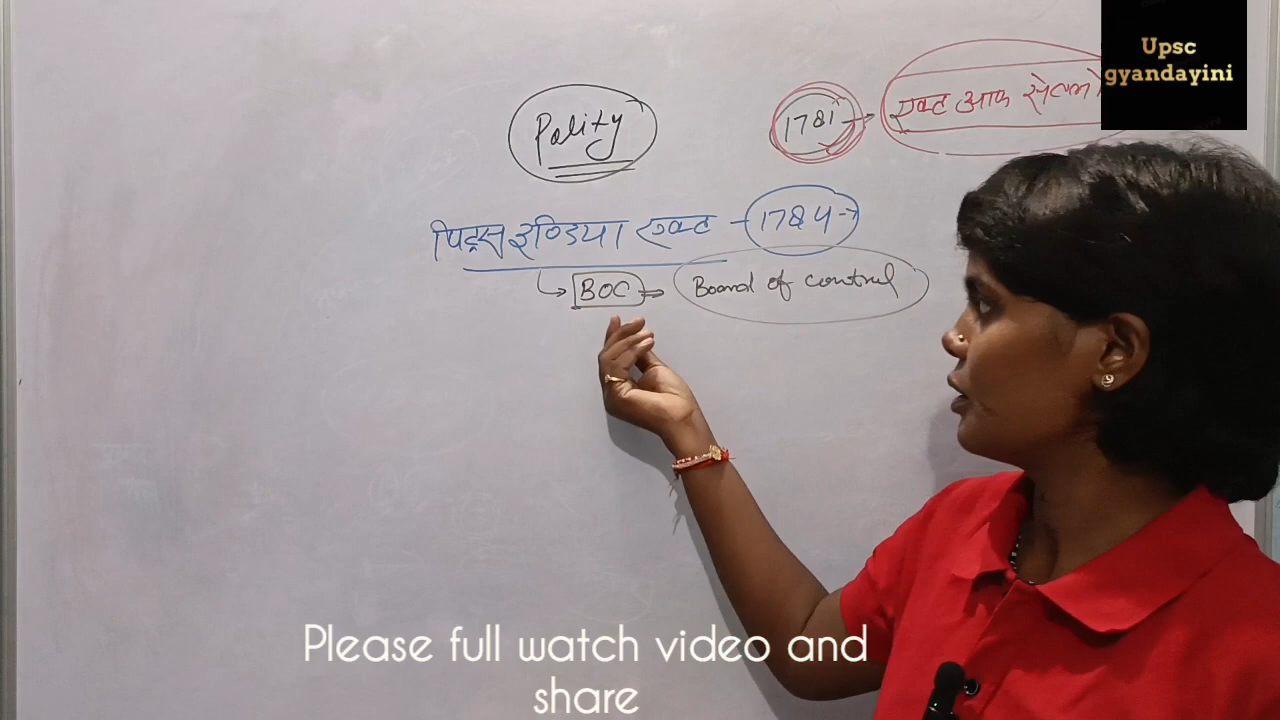 Upsc
gyandayini
Polity
1781 → एक्ट आफ
पिट्स इण्डिया एक्ट - 1784 →
BOC → Board of control
Please full watch video and
share